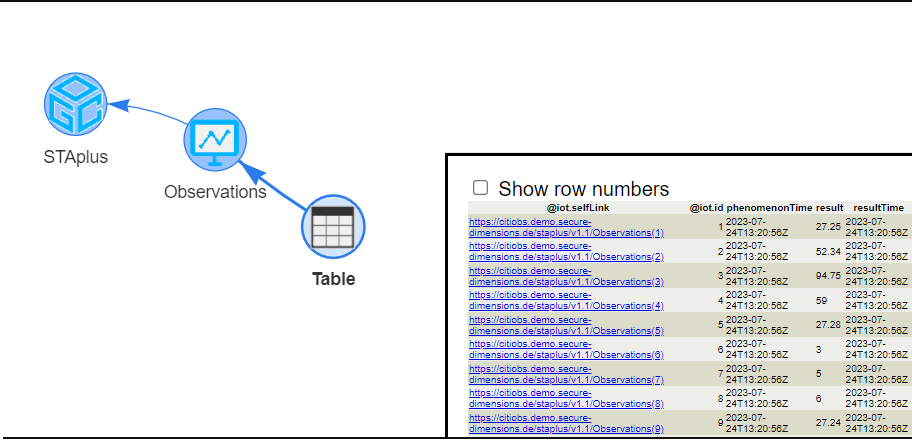 OGC
STAplus
Observations
Table
Show row numbers
@iot.selfLink @iot.id phenomenonTime result resultTime
https://citiobs.demo.secure- 2023-07- 2023-07-
dimensions.de/staplus/v1.1/Observations(1) 1 24T13:20:56Z 27.25 24T13:20:56Z
https://citiobs.demo.secure- 2023-07- 2023-07-
dimensions.de/staplus/v1.1/Observations(2) 2 24T13:20:56Z 52.34 24T13:20:56Z
https://citiobs.demo.secure- 2023-07- 2023-07-
dimensions.de/staplus/v1.1/Observations(3) 3 24T13:20:56Z 94.75 24T13:20:56Z
https://citiobs.demo.secure- 2023-07- 2023-07-
dimensions.de/staplus/v1.1/Observations(4) 4 24T13:20:56Z 59 24T13:20:56Z
https://citiobs.demo.secure- 2023-07- 2023-07-
dimensions.de/staplus/v1.1/Observations(5) 5 24T13:20:56Z 27.28 24T13:20:56Z
https://citiobs.demo.secure- 2023-07- 2023-07-
dimensions.de/staplus/v1.1/Observations(6) 6 24T13:20:56Z 3 24T13:20:56Z
https://citiobs.demo.secure- 2023-07- 2023-07-
dimensions.de/staplus/v1.1/Observations(7) 7 24T13:20:56Z 5 24T13:20:56Z
https://citiobs.demo.secure- 2023-07- 2023-07-
dimensions.de/staplus/v1.1/Observations(8) 8 24T13:20:56Z 6 24T13:20:56Z
https://citiobs.demo.secure- 2023-07- 2023-07-
dimensions.de/staplus/v1.1/Observations(9) 9 24T13:20:56Z 27.24 24T13:20:56Z